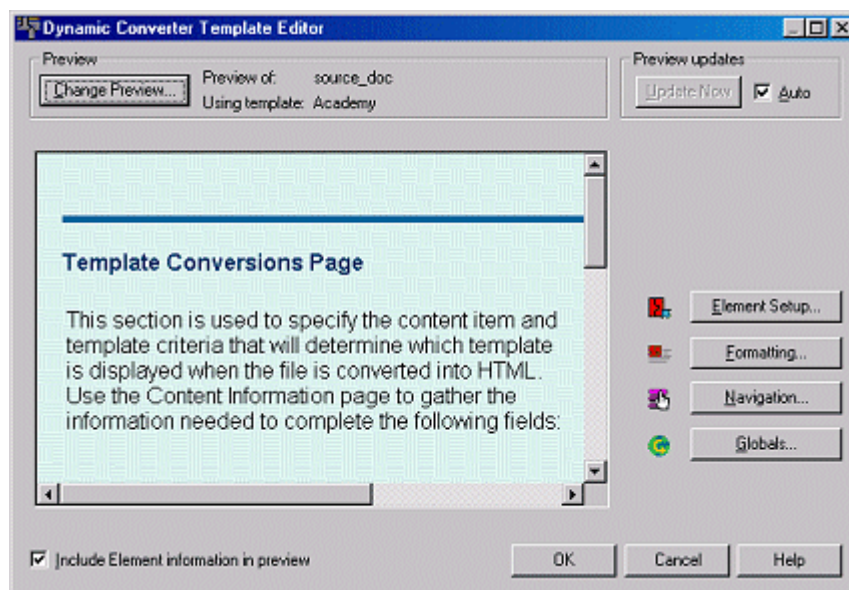 Dynamic Converter Template Editor
Preview
Change Preview...
Preview of: source_doc
Using template: Academy
Preview updates
Update Now
Auto
Template Conversions Page
This section is used to specify the content item and
template criteria that will determine which template
is displayed when the file is converted into HTML.
Use the Content Information page to gather the
information needed to complete the following fields:
Element Setup...
Formatting...
Navigation...
Globals...
Include Element information in preview
OK
Cancel
Help